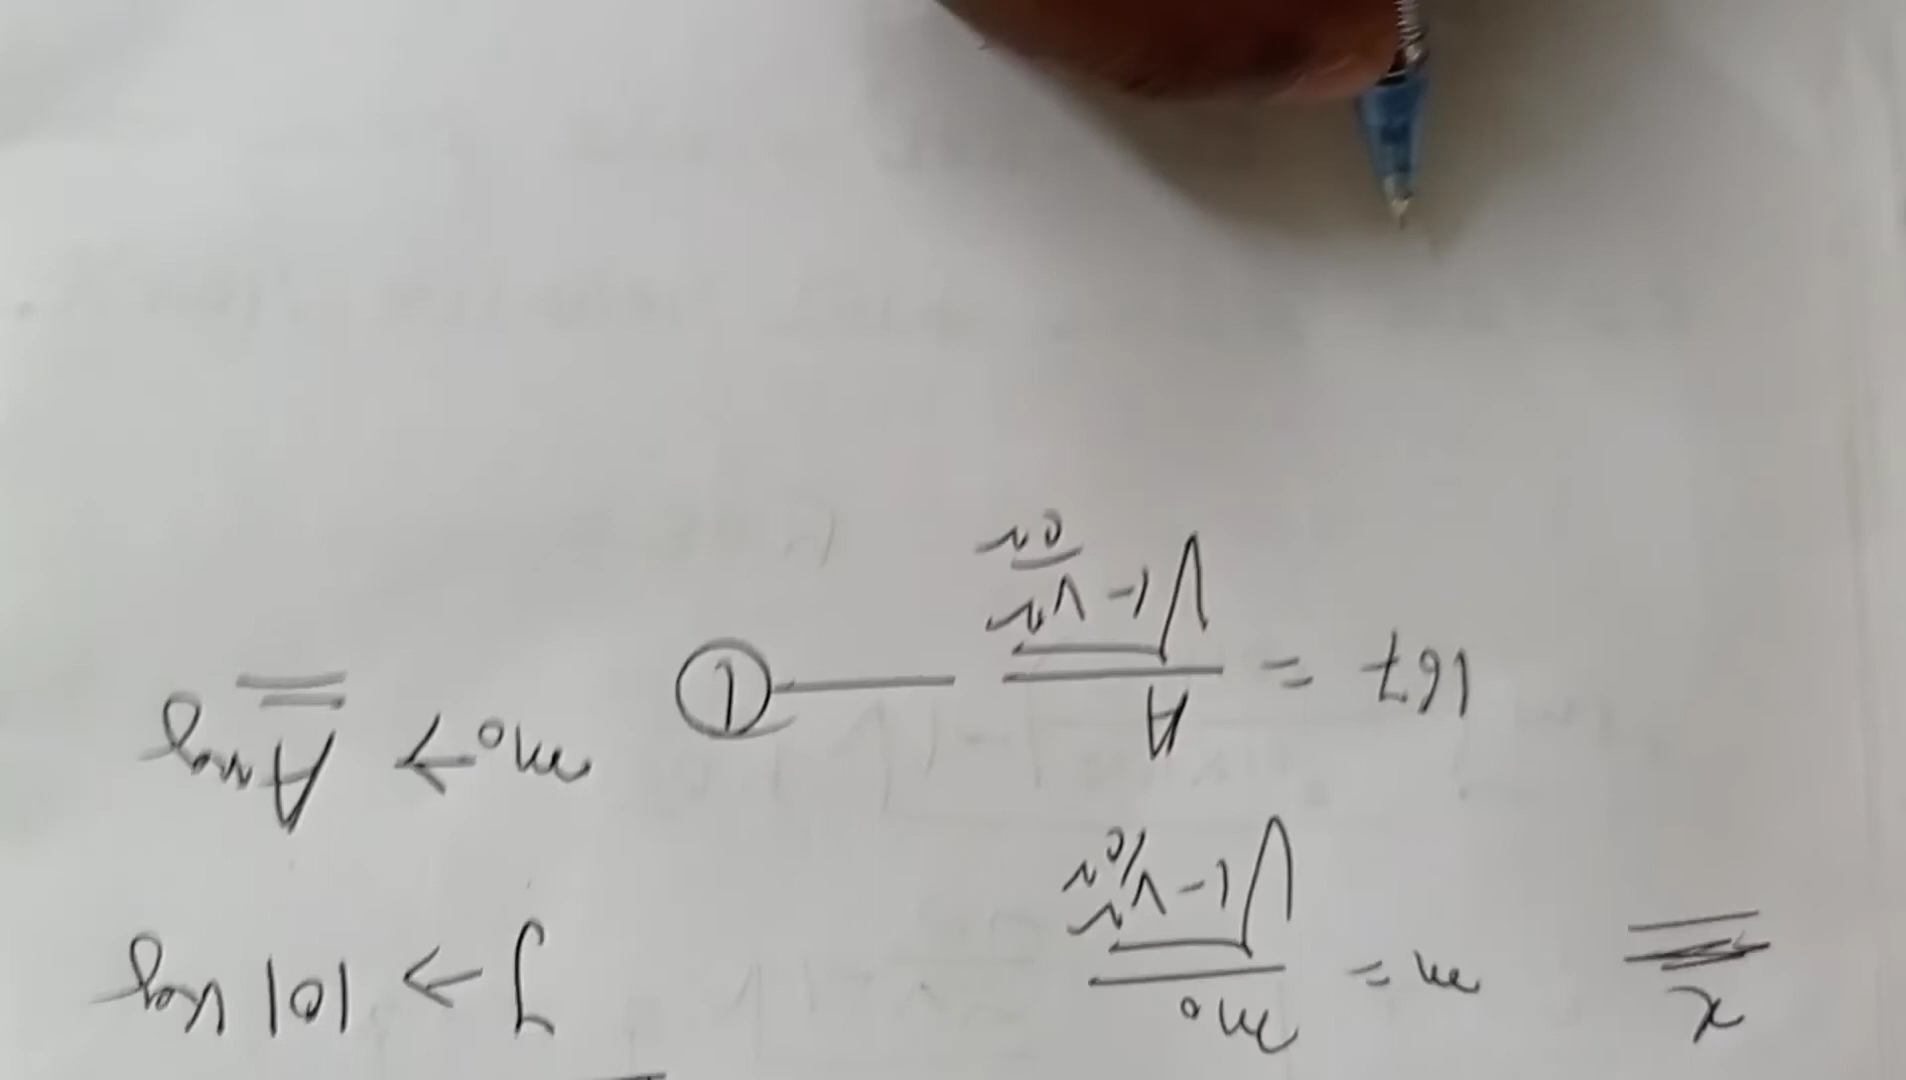 x
m = m₀ / √(1 - v²/c²)
J → 101 kg
167 = A / √(1 - v²/c²) —— ①
m₀ → A kg